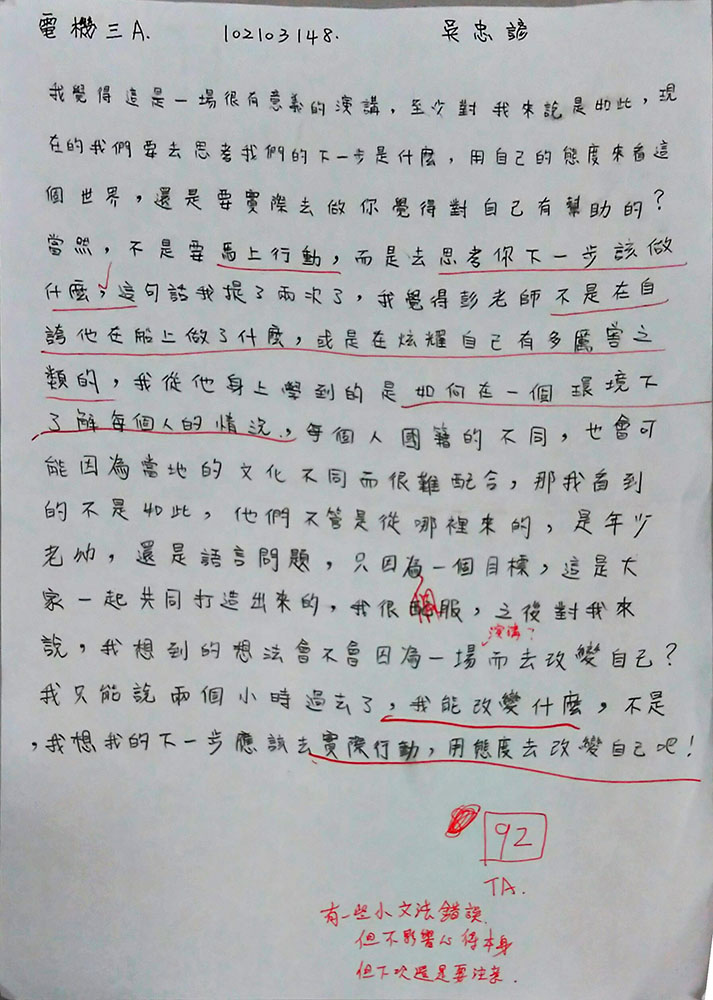 電機三A. 102103148. 吳忠諺
我覺得這是一場很有意義的演講，至少對我來說是如此，現
在的我們要去思考我們的下一步是什麼，用自己的態度來看這
個世界，還是要實際去做你覺得對自己有幫助的？
當然，不是要馬上行動，而是去思考你下一步該做
什麼，這句話我提了兩次了，我覺得彭老師不是在自
誇他在船上做了什麼，或是在炫耀自己有多厲害之
類的，我從他身上學到的是如何在一個環境下
了解每個人的情況，每個人國籍的不同，也會可
能因為當地的文化不同而很難配合，那我看到
的不是如此，他們不管是從哪裡來的，是年少
老幼，還是語言問題，只因為一個目標，這是大
家一起共同打造出來的，我很佩服，之後對我來
演講？
說，我想到的想法會不會因為一場而去改變自己？
我只能說兩個小時過去了，我能改變什麼，不是
，我想我的下一步應該去實際行動，用態度去改變自己吧！
92
TA.
有一些小文法錯誤.
但不影響心得本身
但下次還是要注意.